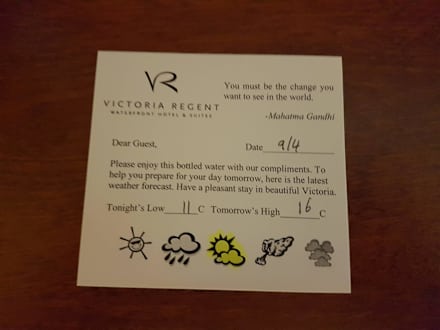 VR
You must be the change you
want to see in the world.
VICTORIA REGENT
WATERFRONT HOTEL & SUITES
-Mahatma Gandhi
Dear Guest,
Date 9/4
Please enjoy this bottled water with our compliments. To
help you prepare for your day tomorrow, here is the latest
weather forecast. Have a pleasant stay in beautiful Victoria.
Tonight's Low 11 C Tomorrow's High 16 C